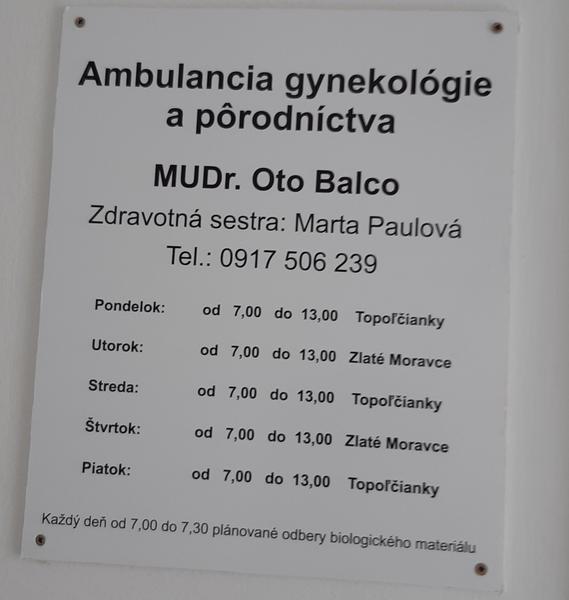 Ambulancia gynekológie
a pôrodníctva
MUDr. Oto Balco
Zdravotná sestra: Marta Paulová
Tel.: 0917 506 239
Pondelok: od 7,00 do 13,00 Topoľčianky
Utorok: od 7,00 do 13,00 Zlaté Moravce
Streda: od 7,00 do 13,00 Topoľčianky
Štvrtok: od 7,00 do 13,00 Zlaté Moravce
Piatok: od 7,00 do 13,00 Topoľčianky
Každý deň od 7,00 do 7,30 plánované odbery biologického materiálu